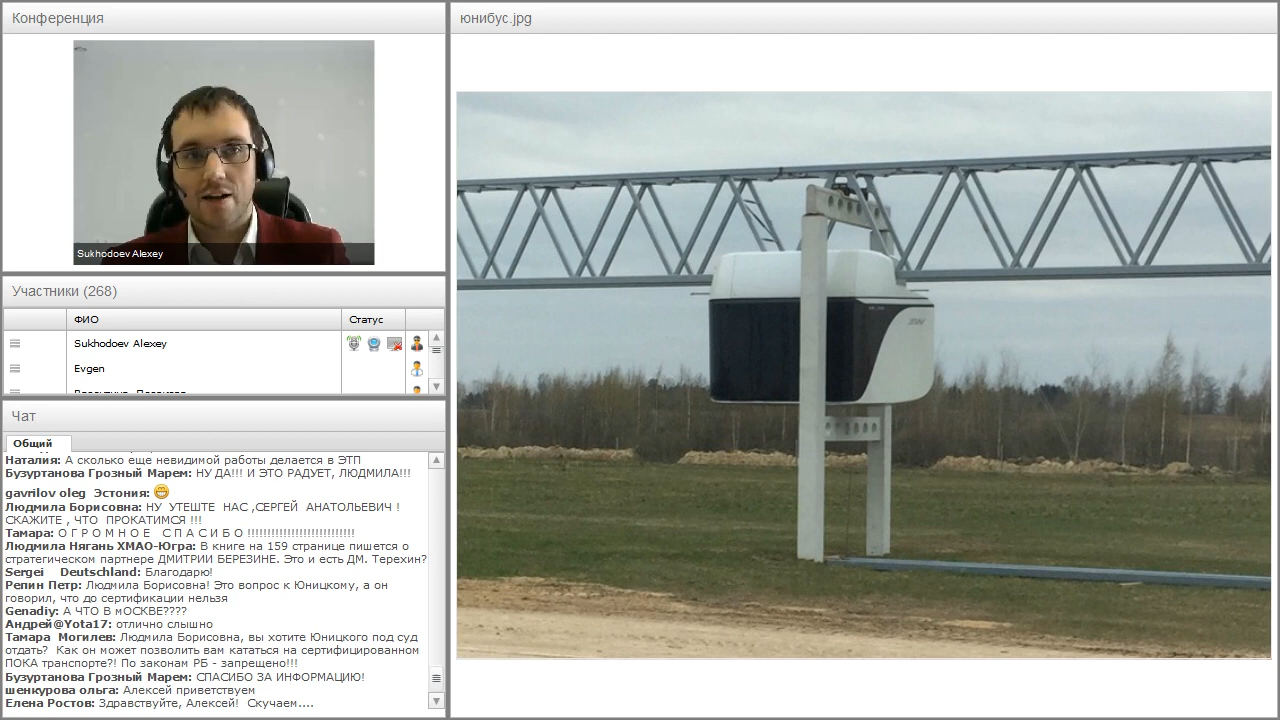 Конференция
Sukhodoev Alexey
Участники (268)
ФИО
Статус
Sukhodoev Alexey
Evgen
Чат
Общий
Наталия: А сколько ещё невидимой работы делается в ЭТП
Бузуртанова Грозный Марем: НУ ДА!!! И ЭТО РАДУЕТ, ЛЮДМИЛА!!!
gavrilov oleg Эстония:
Людмила Борисовна: НУ УТЕШТЕ НАС ,СЕРГЕЙ АНАТОЛЬЕВИЧ !
СКАЖИТЕ , ЧТО ПРОКАТИМСЯ !!!
Тамара: О Г Р О М Н О Е С П А С И Б О !!!!!!!!!!!!!!!!!!!!!!!!!!!
Людмила Нягань ХМАО-Югра: В книге на 159 странице пишется о
стратегическом партнере ДМИТРИИ БЕРЕЗИНЕ. Это и есть ДМ. Терехин?
Sergei Deutschland: Благодарю!
Репин Петр: Людмила Борисовна! Это вопрос к Юницкому, а он
говорил, что до сертификации нельзя
Genadiy: А ЧТО В мОСКВЕ????
Андрей@Yota17: отлично слышно
Тамара Могилев: Людмила Борисовна, вы хотите Юницкого под суд
отдать? Как он может позволить вам кататься на сертифицированном
ПОКА транспорте?! По законам РБ - запрещено!!!
Бузуртанова Грозный Марем: СПАСИБО ЗА ИНФОРМАЦИЮ!
шенкурова ольга: Алексей приветствуем
Елена Ростов: Здравствуйте, Алексей! Скучаем....
юнибус.jpg